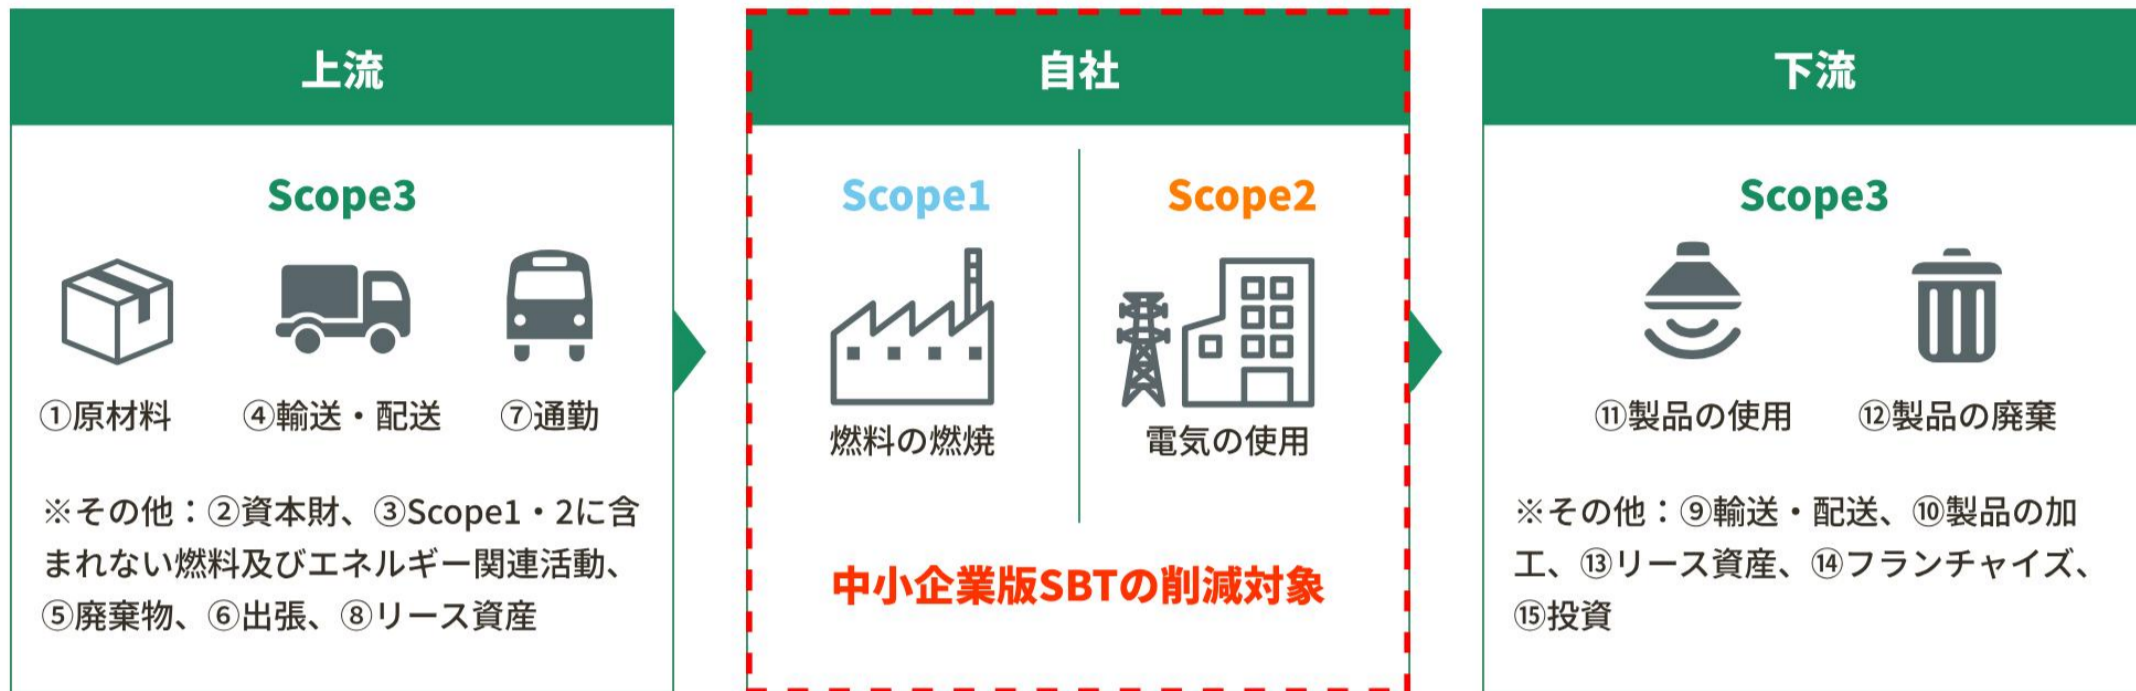 上流
Scope3
①原材料
④輸送・配送
⑦通勤
※その他：②資本財、③Scope1・2に含
まれない燃料及びエネルギー関連活動、
⑤廃棄物、⑥出張、⑧リース資産
自社
Scope1
燃料の燃焼
Scope2
電気の使用
中小企業版SBTの削減対象
下流
Scope3
⑪製品の使用
⑫製品の廃棄
※その他：⑨輸送・配送、⑩製品の加
工、⑬リース資産、⑭フランチャイズ、
⑮投資